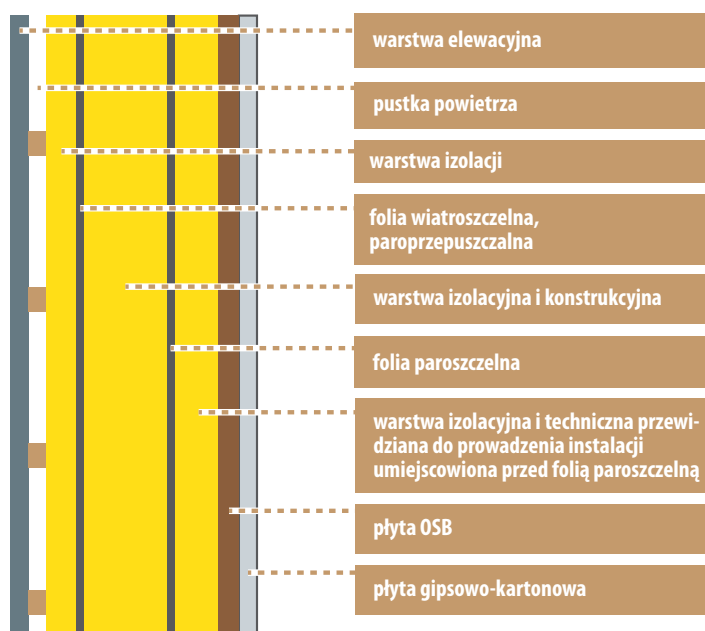 warstwa elewacyjna
pustka powietrza
warstwa izolacji
folia wiatroszczelna,
paroprzepuszczalna
warstwa izolacyjna i konstrukcyjna
folia paroszczelna
warstwa izolacyjna i techniczna przewi-
dziana do prowadzenia instalacji
umiejscowiona przed folią paroszczelną
płyta OSB
płyta gipsowo-kartonowa